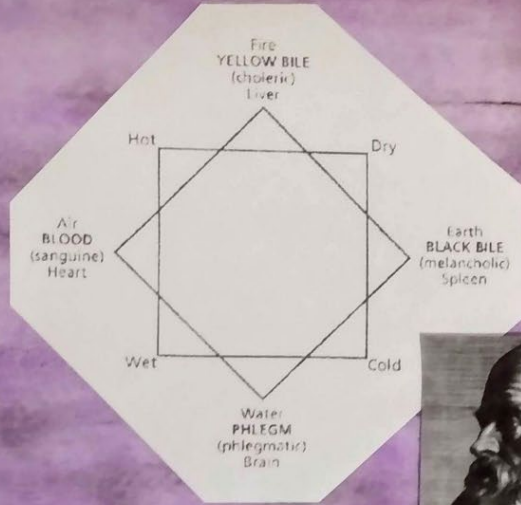 Fire
YELLOW BILE
(choleric)
Liver
Hot
Dry
Air
BLOOD
(sanguine)
Heart
Earth
BLACK BILE
(melancholic)
Spleen
Wet
Cold
Water
PHLEGM
(phlegmatic)
Brain